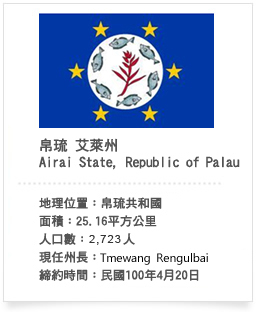 帛琉 艾萊州
Airai State, Republic of Palau
地理位置：帛琉共和國
面積：25.16平方公里
人口數：2,723人
現任州長：Tmewang Rengulbai
締約時間：民國100年4月20日